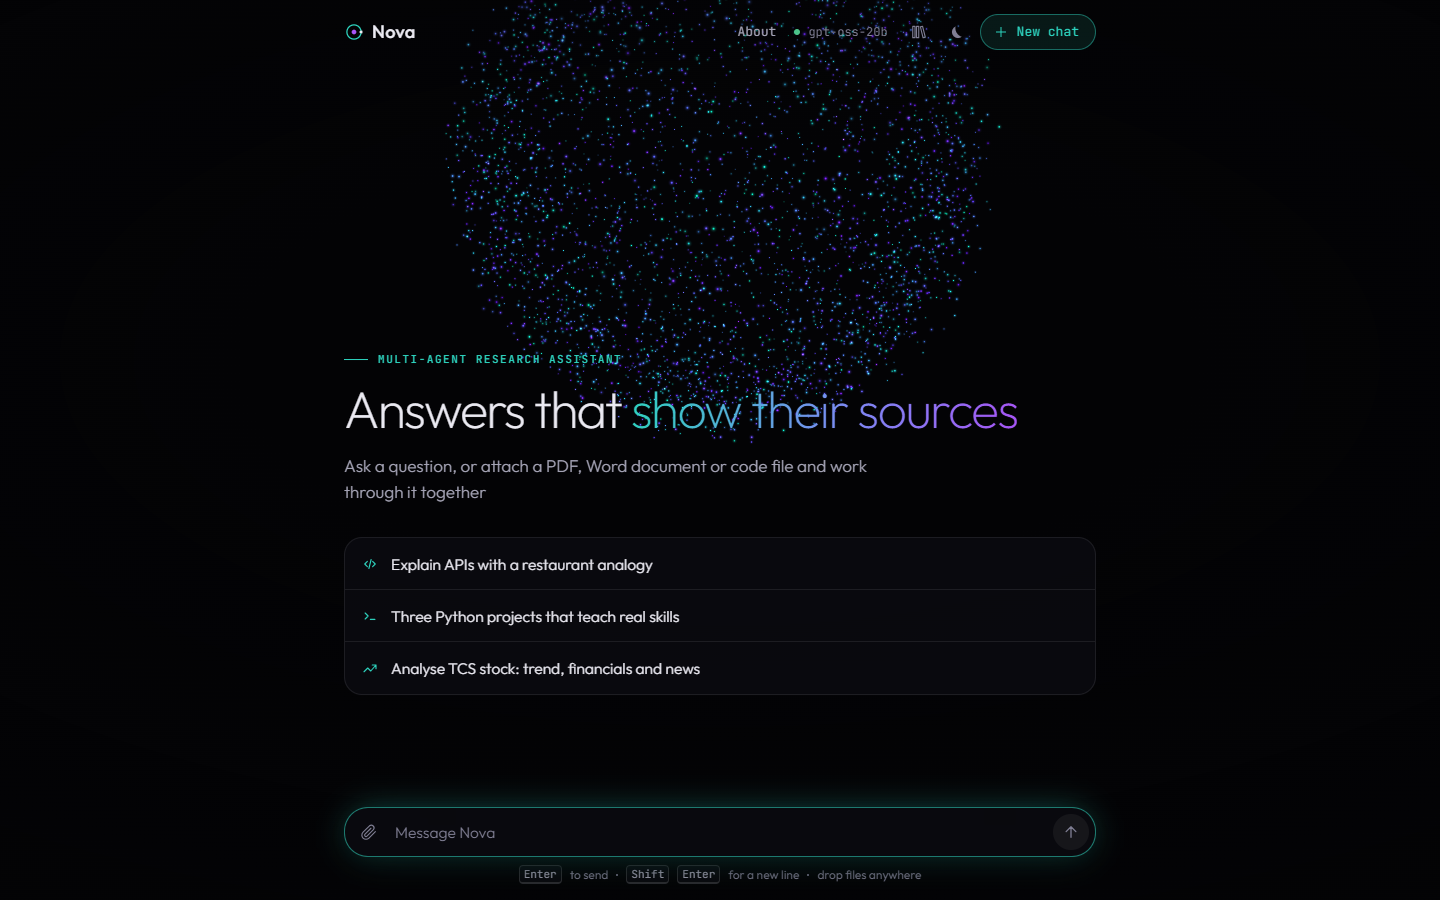 Nova
About
gpt-oss-20b
New chat
MULTI-AGENT RESEARCH ASSISTANT
Answers that show their sources
Ask a question, or attach a PDF, Word document or code file and work
through it together
Explain APIs with a restaurant analogy
Three Python projects that teach real skills
Analyse TCS stock: trend, financials and news
Message Nova
Enter to send · Shift Enter for a new line · drop files anywhere